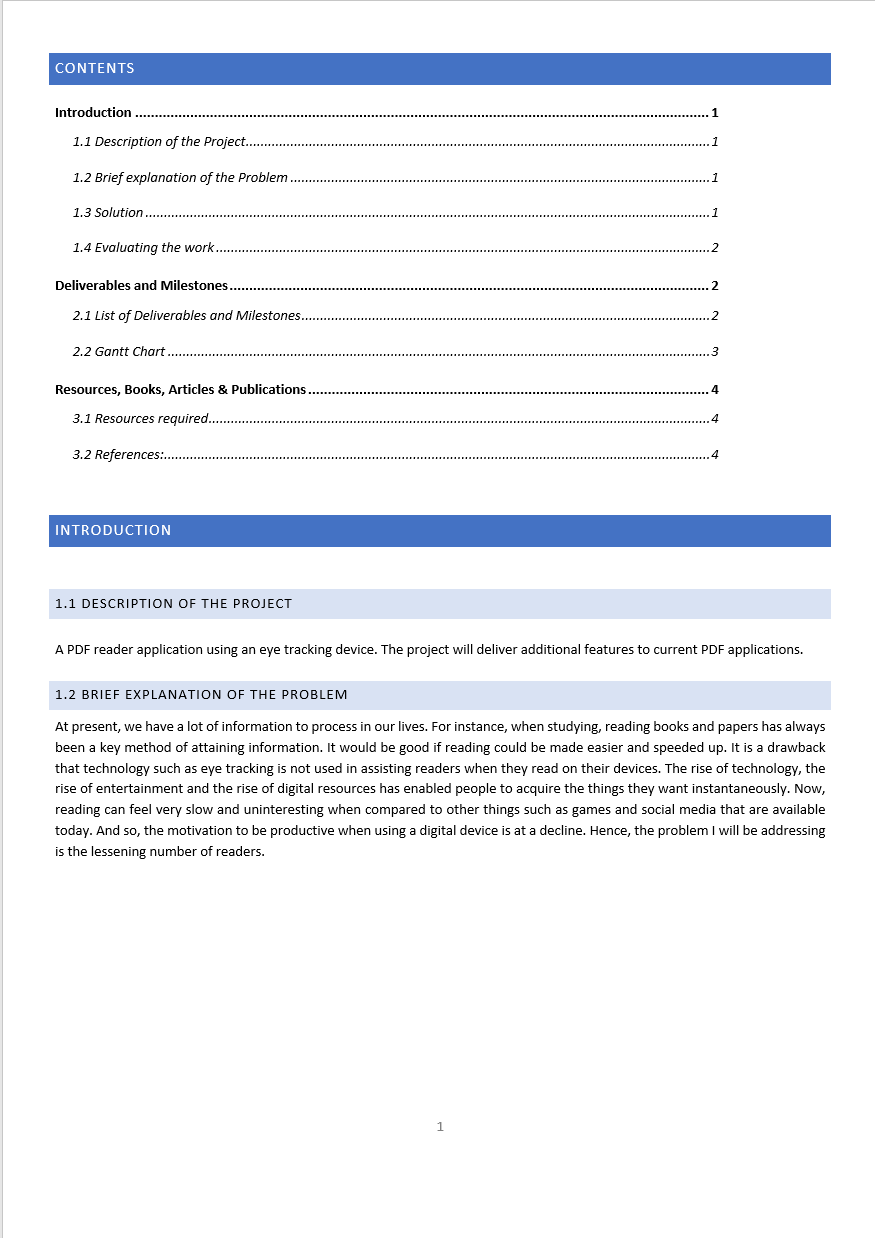 CONTENTS
Introduction ........................................................................................................ 1
1.1 Description of the Project........................................................................................................1
1.2 Brief explanation of the Problem ........................................................................................................1
1.3 Solution ........................................................................................................1
1.4 Evaluating the work ........................................................................................................2
Deliverables and Milestones........................................................................................................ 2
2.1 List of Deliverables and Milestones........................................................................................................2
2.2 Gantt Chart ........................................................................................................3
Resources, Books, Articles & Publications ........................................................................................................ 4
3.1 Resources required........................................................................................................4
3.2 References:........................................................................................................4
INTRODUCTION
1.1 DESCRIPTION OF THE PROJECT
A PDF reader application using an eye tracking device. The project will deliver additional features to current PDF applications.
1.2 BRIEF EXPLANATION OF THE PROBLEM
At present, we have a lot of information to process in our lives. For instance, when studying, reading books and papers has always
been a key method of attaining information. It would be good if reading could be made easier and speeded up. It is a drawback
that technology such as eye tracking is not used in assisting readers when they read on their devices. The rise of technology, the
rise of entertainment and the rise of digital resources has enabled people to acquire the things they want instantaneously. Now,
reading can feel very slow and uninteresting when compared to other things such as games and social media that are available
today. And so, the motivation to be productive when using a digital device is at a decline. Hence, the problem I will be addressing
is the lessening number of readers.
1